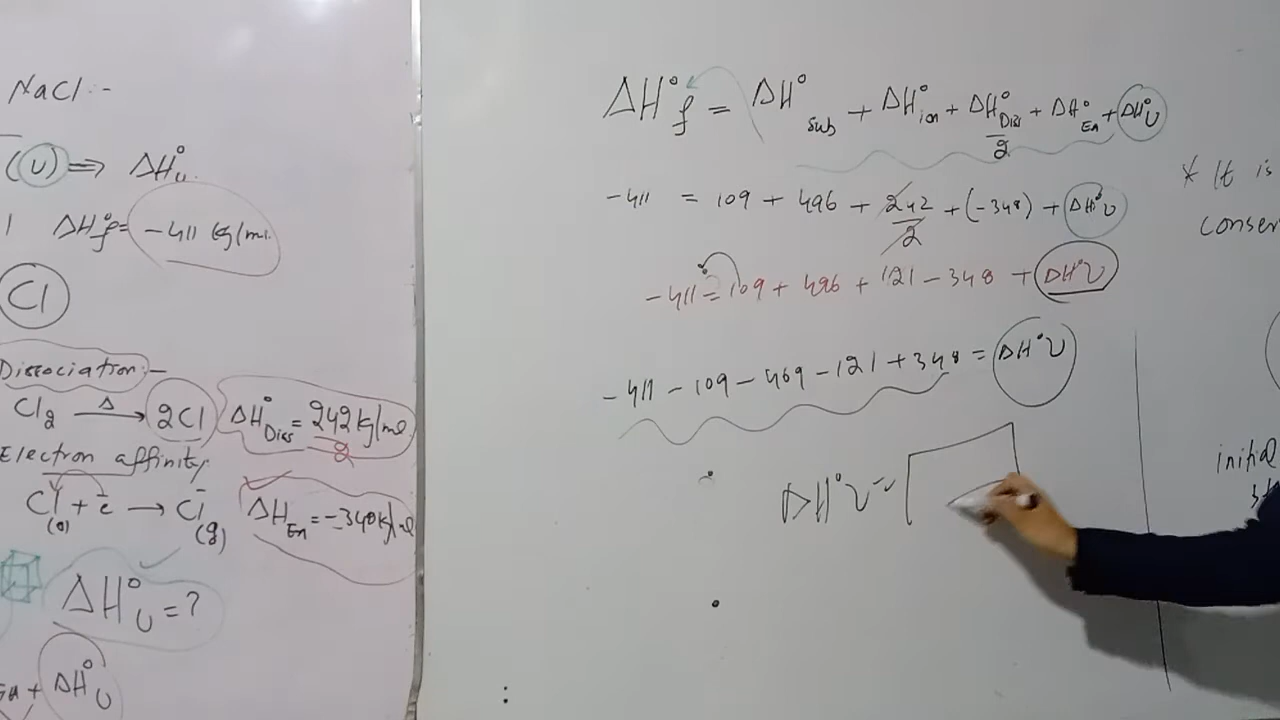 NaCl :-
(U) ⇒ ΔH°u.
ΔH°f = -411 kJ/ml.
Cl
Dissociation :-
Cl2 —Δ→ 2Cl ΔH°Diss = 242 kJ/mol
2
Electron affinity
Cl(g) + e- → Cl-(g) ΔHEn = -348 kJ/mol
ΔH°U = ?
+ ΔH°U
ΔH°f = ΔH°sub + ΔH°ion + ΔH°Diss/2 + ΔH°En + ΔH°U
-411 = 109 + 496 + 242/2 + (-348) + ΔH°U
-411 = 109 + 496 + 121 - 348 + ΔH°U
-411 - 109 - 469 - 121 + 348 = ΔH°U
ΔH°U =
* It is
conser
initial